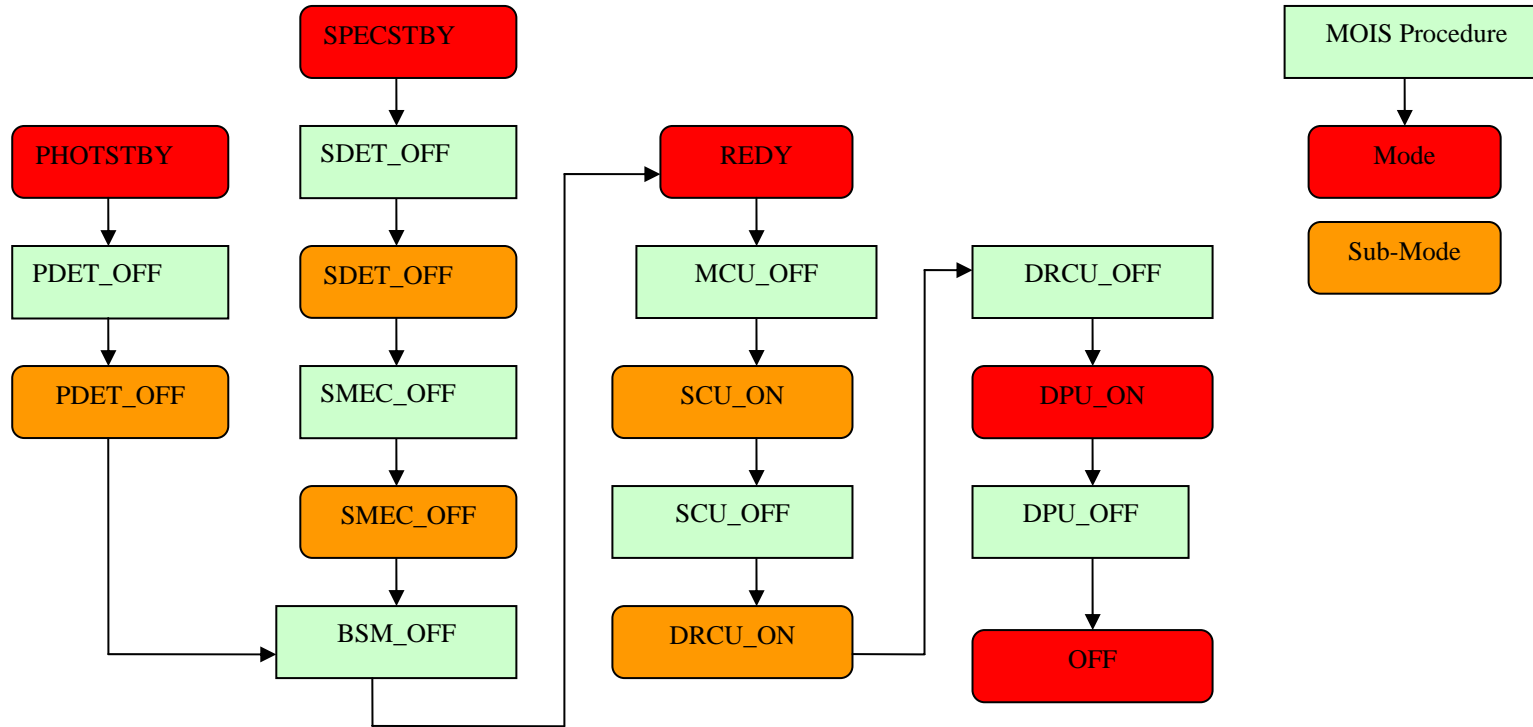 SPECSTBY
MOIS Procedure
PHOTSTBY
SDET_OFF
REDY
Mode
PDET_OFF
SDET_OFF
MCU_OFF
DRCU_OFF
Sub-Mode
PDET_OFF
SMEC_OFF
SCU_ON
DPU_ON
SMEC_OFF
SCU_OFF
DPU_OFF
BSM_OFF
DRCU_ON
OFF